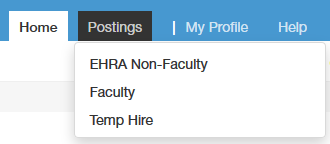 Home Postings | My Profile Help
EHRA Non-Faculty
Faculty
Temp Hire